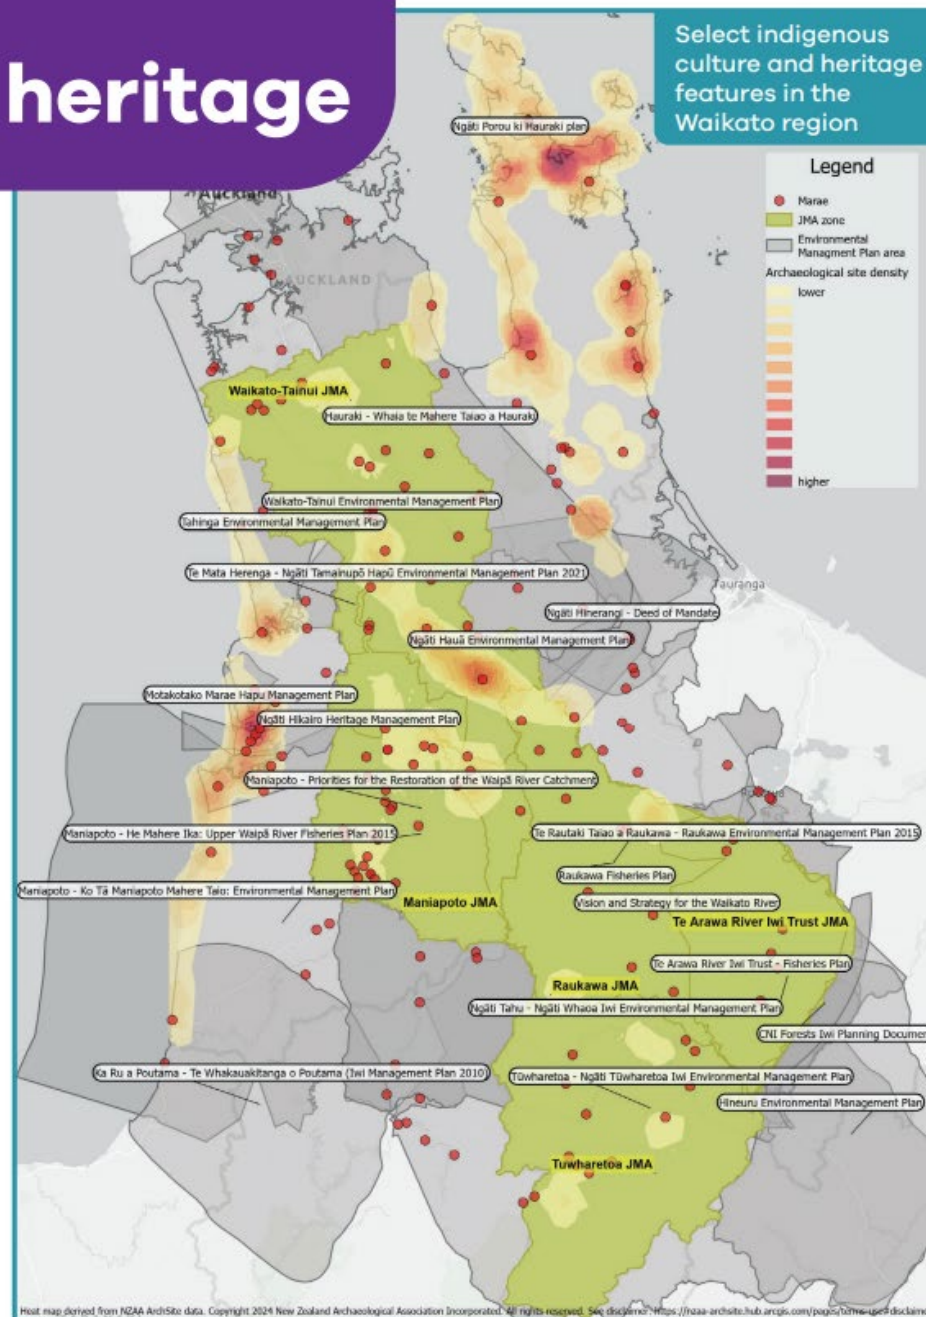 heritage
Select indigenous
culture and heritage
features in the
Waikato region
Legend
Marae
JMA zone
Environmental
Managment Plan area
Archaeological site density
lower
higher
Ngāti Porou ki Hauraki plan
Auckland
AUCKLAND
Waikato-Tainui JMA
Hauraki - Whaia te Mahere Taiao a Hauraki
Waikato-Tainui Environmental Management Plan
Tahinga Environmental Management Plan
Te Mata Herenga - Ngāti Tamainupō Hapū Environmental Management Plan 2021
Tauranga
Ngāti Hinerangi - Deed of Mandate
Ngāti Hauā Environmental Management Plan
Motakotako Marae Hapu Management Plan
Ngāti Hikairo Heritage Management Plan
Maniapoto - Priorities for the Restoration of the Waipā River Catchment
Maniapoto - He Mahere Ika: Upper Waipā River Fisheries Plan 2015
Te Rautaki Taiao a Raukawa - Raukawa Environmental Management Plan 2015
Raukawa Fisheries Plan
Maniapoto - Ko Tā Maniapoto Mahere Taio: Environmental Management Plan
Maniapoto JMA
Vision and Strategy for the Waikato River
Te Arawa River Iwi Trust JMA
Te Arawa River Iwi Trust - Fisheries Plan
Raukawa JMA
Ngāti Tahu - Ngāti Whaoa Iwi Environmental Management Plan
CNI Forests Iwi Planning Documen
Ka Ru a Poutama - Te Whakauakitanga o Poutama (Iwi Management Plan 2010)
Tūwharetoa - Ngāti Tūwharetoa Iwi Environmental Management Plan
Hineuru Environmental Management Plan
Tuwharetoa JMA
Heat map derived from NZAA ArchSite data. Copyright 2024 New Zealand Archaeological Association Incorporated. All rights reserved. See disclaimer: https://nzaa-archsite.hub.arcgis.com/pages/terms-use#disclaime